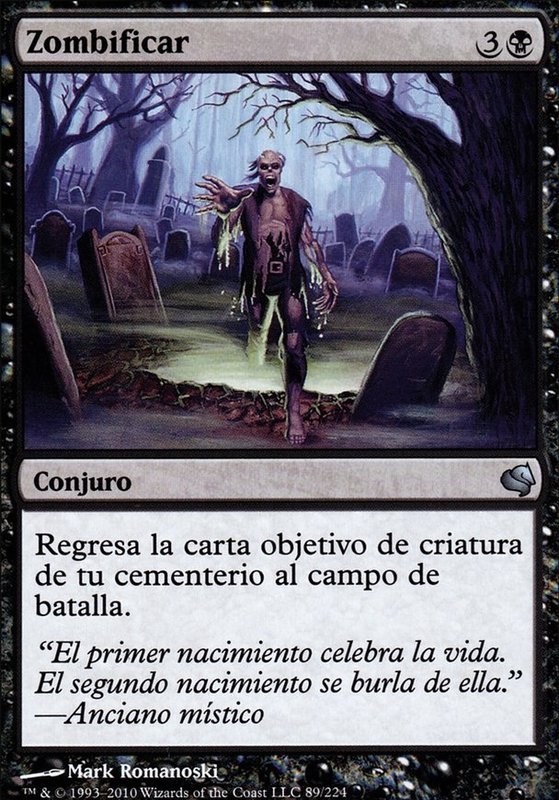 Zombificar 3
Conjuro
Regresa la carta objetivo de criatura
de tu cementerio al campo de
batalla.
“El primer nacimiento celebra la vida.
El segundo nacimiento se burla de ella.”
—Anciano místico
Mark Romanoski
™ & © 1993–2010 Wizards of the Coast LLC 89/224